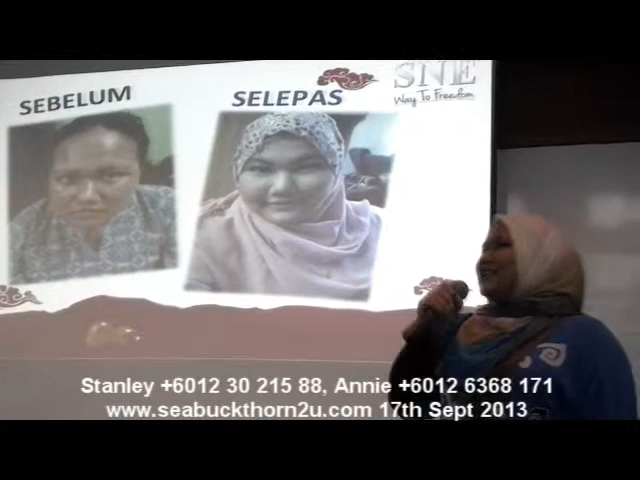 SNE
Way To Freedom
SEBELUM
SELEPAS
Stanley +6012 30 215 88, Annie +6012 6368 171
www.seabuckthorn2u.com 17th Sept 2013